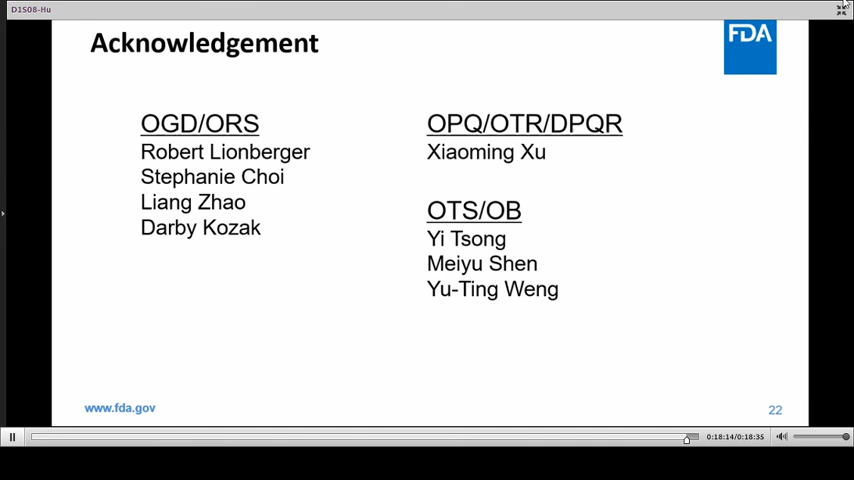 D1S08-Hu
Acknowledgement
FDA
OGD/ORS
Robert Lionberger
Stephanie Choi
Liang Zhao
Darby Kozak
OPQ/OTR/DPQR
Xiaoming Xu
OTS/OB
Yi Tsong
Meiyu Shen
Yu-Ting Weng
www.fda.gov
22
0:18:14/0:18:35